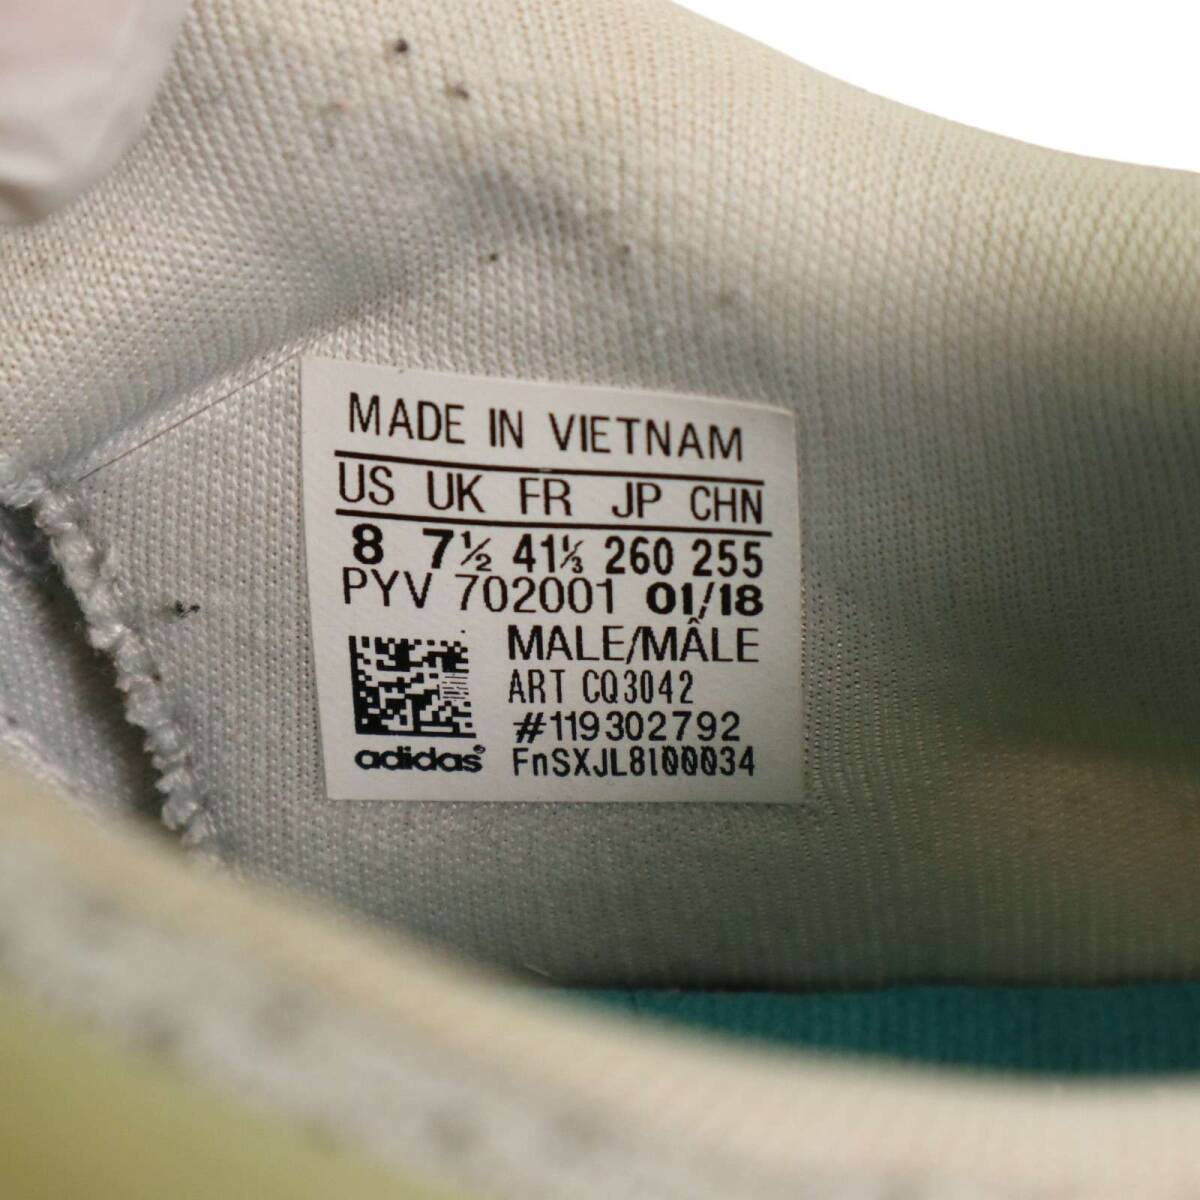 MADE IN VIETNAM
US UK FR JP CHN
8 7½ 41⅓ 260 255
PYV 702001 01/18
MALE/MÂLE
ART CQ3042
#119302792
adidas® FnSXJL8100034